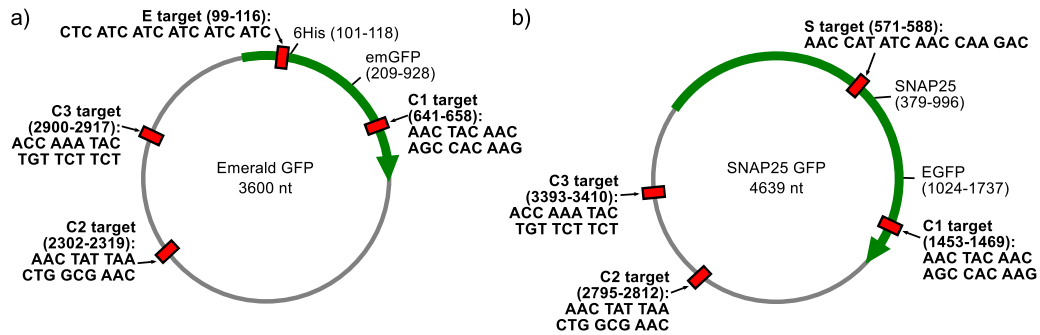 a)
E target (99-116):
CTC ATC ATC ATC ATC ATC
6His (101-118)
emGFP
(209-928)
C1 target
(641-658):
AAC TAC AAC
AGC CAC AAG
C3 target
(2900-2917):
ACC AAA TAC
TGT TCT TCT
Emerald GFP
3600 nt
C2 target
(2302-2319):
AAC TAT TAA
CTG GCG AAC
b)
S target (571-588):
AAC CAT ATC AAC CAA GAC
SNAP25
(379-996)
EGFP
(1024-1737)
C3 target
(3393-3410):
ACC AAA TAC
TGT TCT TCT
SNAP25 GFP
4639 nt
C1 target
(1453-1469):
AAC TAC AAC
AGC CAC AAG
C2 target
(2795-2812):
AAC TAT TAA
CTG GCG AAC